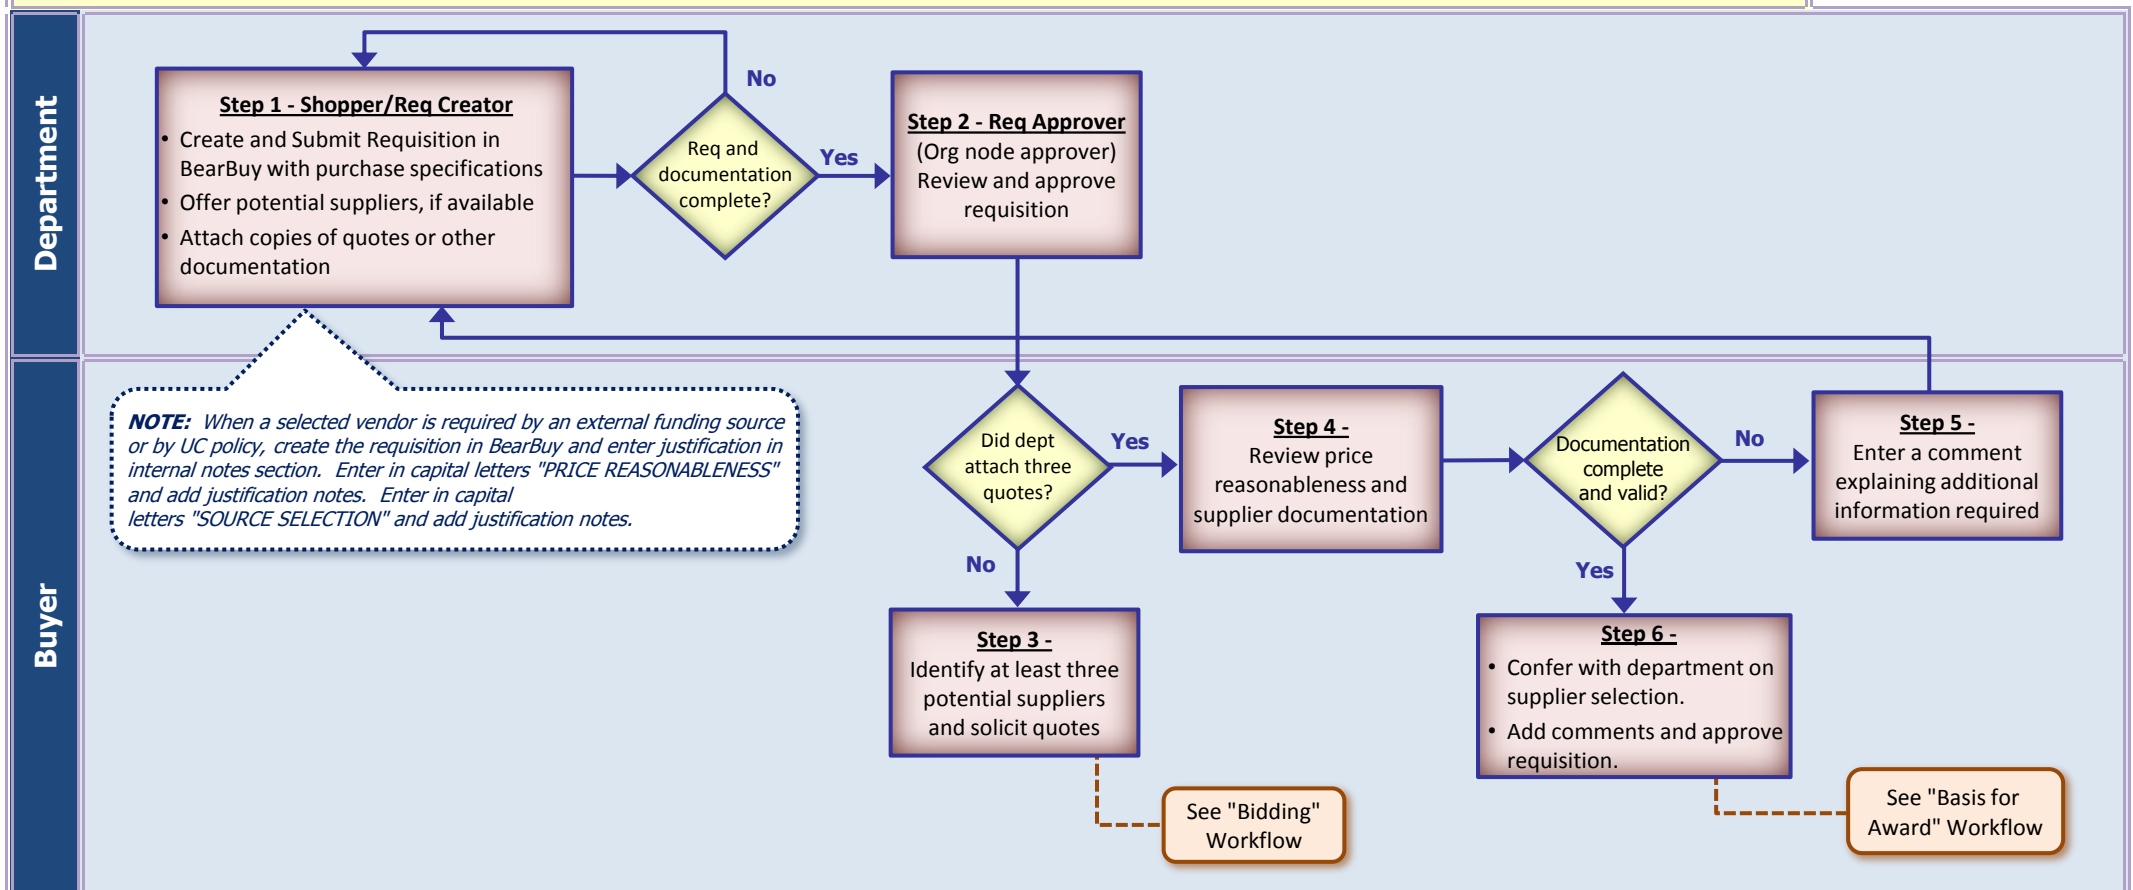 Department
Step 1 - Shopper/Req Creator
• Create and Submit Requisition in
BearBuy with purchase specifications
• Offer potential suppliers, if available
• Attach copies of quotes or other
documentation
No
Req and
documentation
complete?
Yes
Step 2 - Req Approver
(Org node approver)
Review and approve
requisition
NOTE: When a selected vendor is required by an external funding source
or by UC policy, create the requisition in BearBuy and enter justification in
internal notes section. Enter in capital letters "PRICE REASONABLENESS"
and add justification notes. Enter in capital
letters "SOURCE SELECTION" and add justification notes.
Buyer
Did dept
attach three
quotes?
Yes
No
Step 4 -
Review price
reasonableness and
supplier documentation
Documentation
complete
and valid?
No
Yes
Step 5 -
Enter a comment
explaining additional
information required
Step 3 -
Identify at least three
potential suppliers
and solicit quotes
Step 6 -
• Confer with department on
supplier selection.
• Add comments and approve
requisition.
See "Bidding"
Workflow
See "Basis for
Award" Workflow